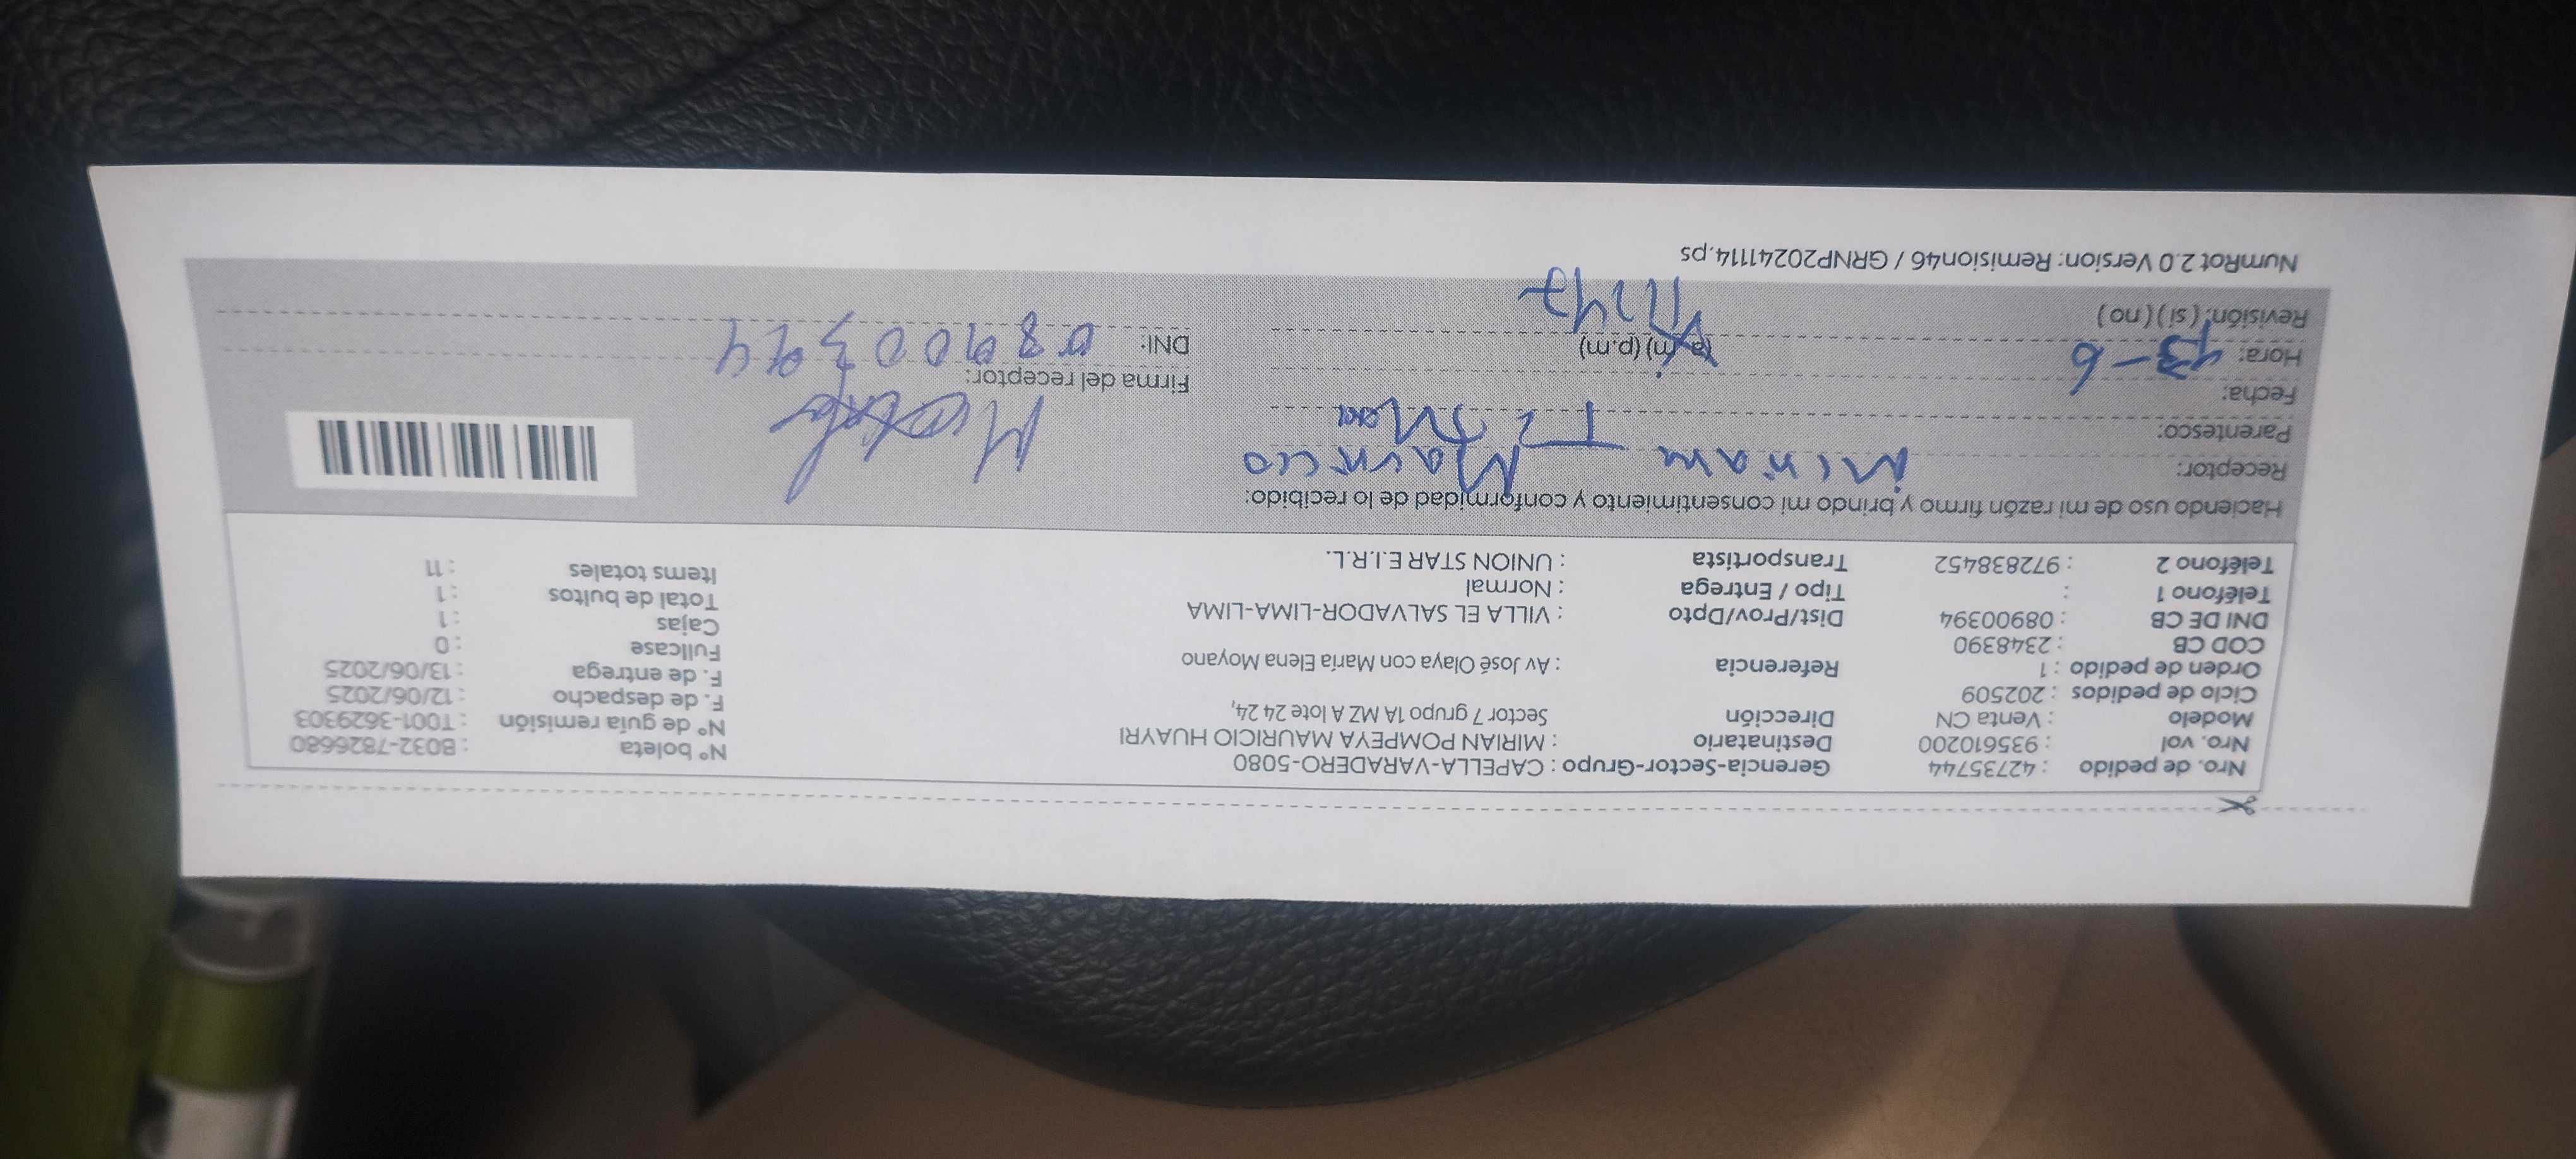 Nro. de pedido : 42735744 Gerencia-Sector-Grupo : CAPELLA-VARADERO-5080 N° boleta : B032-7826680
Nro. vol : 935610200 Destinatario : MIRIAN POMPEYA MAURICIO HUAYRI N° de guía remisión : T001-3629303
Modelo : Venta CN Dirección Sector 7 grupo 1A MZ A lote 24 24, F. de despacho : 12/06/2025
Ciclo de pedidos : 202509 F. de entrega : 13/06/2025
Orden de pedido : 1 Referencia : Av José Olaya con María Elena Moyano Fullcase : 0
COD CB : 2348390 Cajas : 1
DNI DE CB : 08900394 Dist/Prov/Dpto : VILLA EL SALVADOR-LIMA-LIMA Total de bultos : 1
Teléfono 1 : Tipo / Entrega : Normal Items totales : 11
Teléfono 2 : 972838452 Transportista : UNION STAR E.I.R.L.
Haciendo uso de mi razón firmo y brindo mi consentimiento y conformidad de lo recibido:
Receptor: Miriam Mauricio
Parentesco:
Fecha: 13-6 Firma del receptor:
Hora: (a.m) (p.m) DNI: 08900394
Revisión: (si) (no) 11:47
NumRot 2.0 Version: Remision46 / GRNP20241114.ps